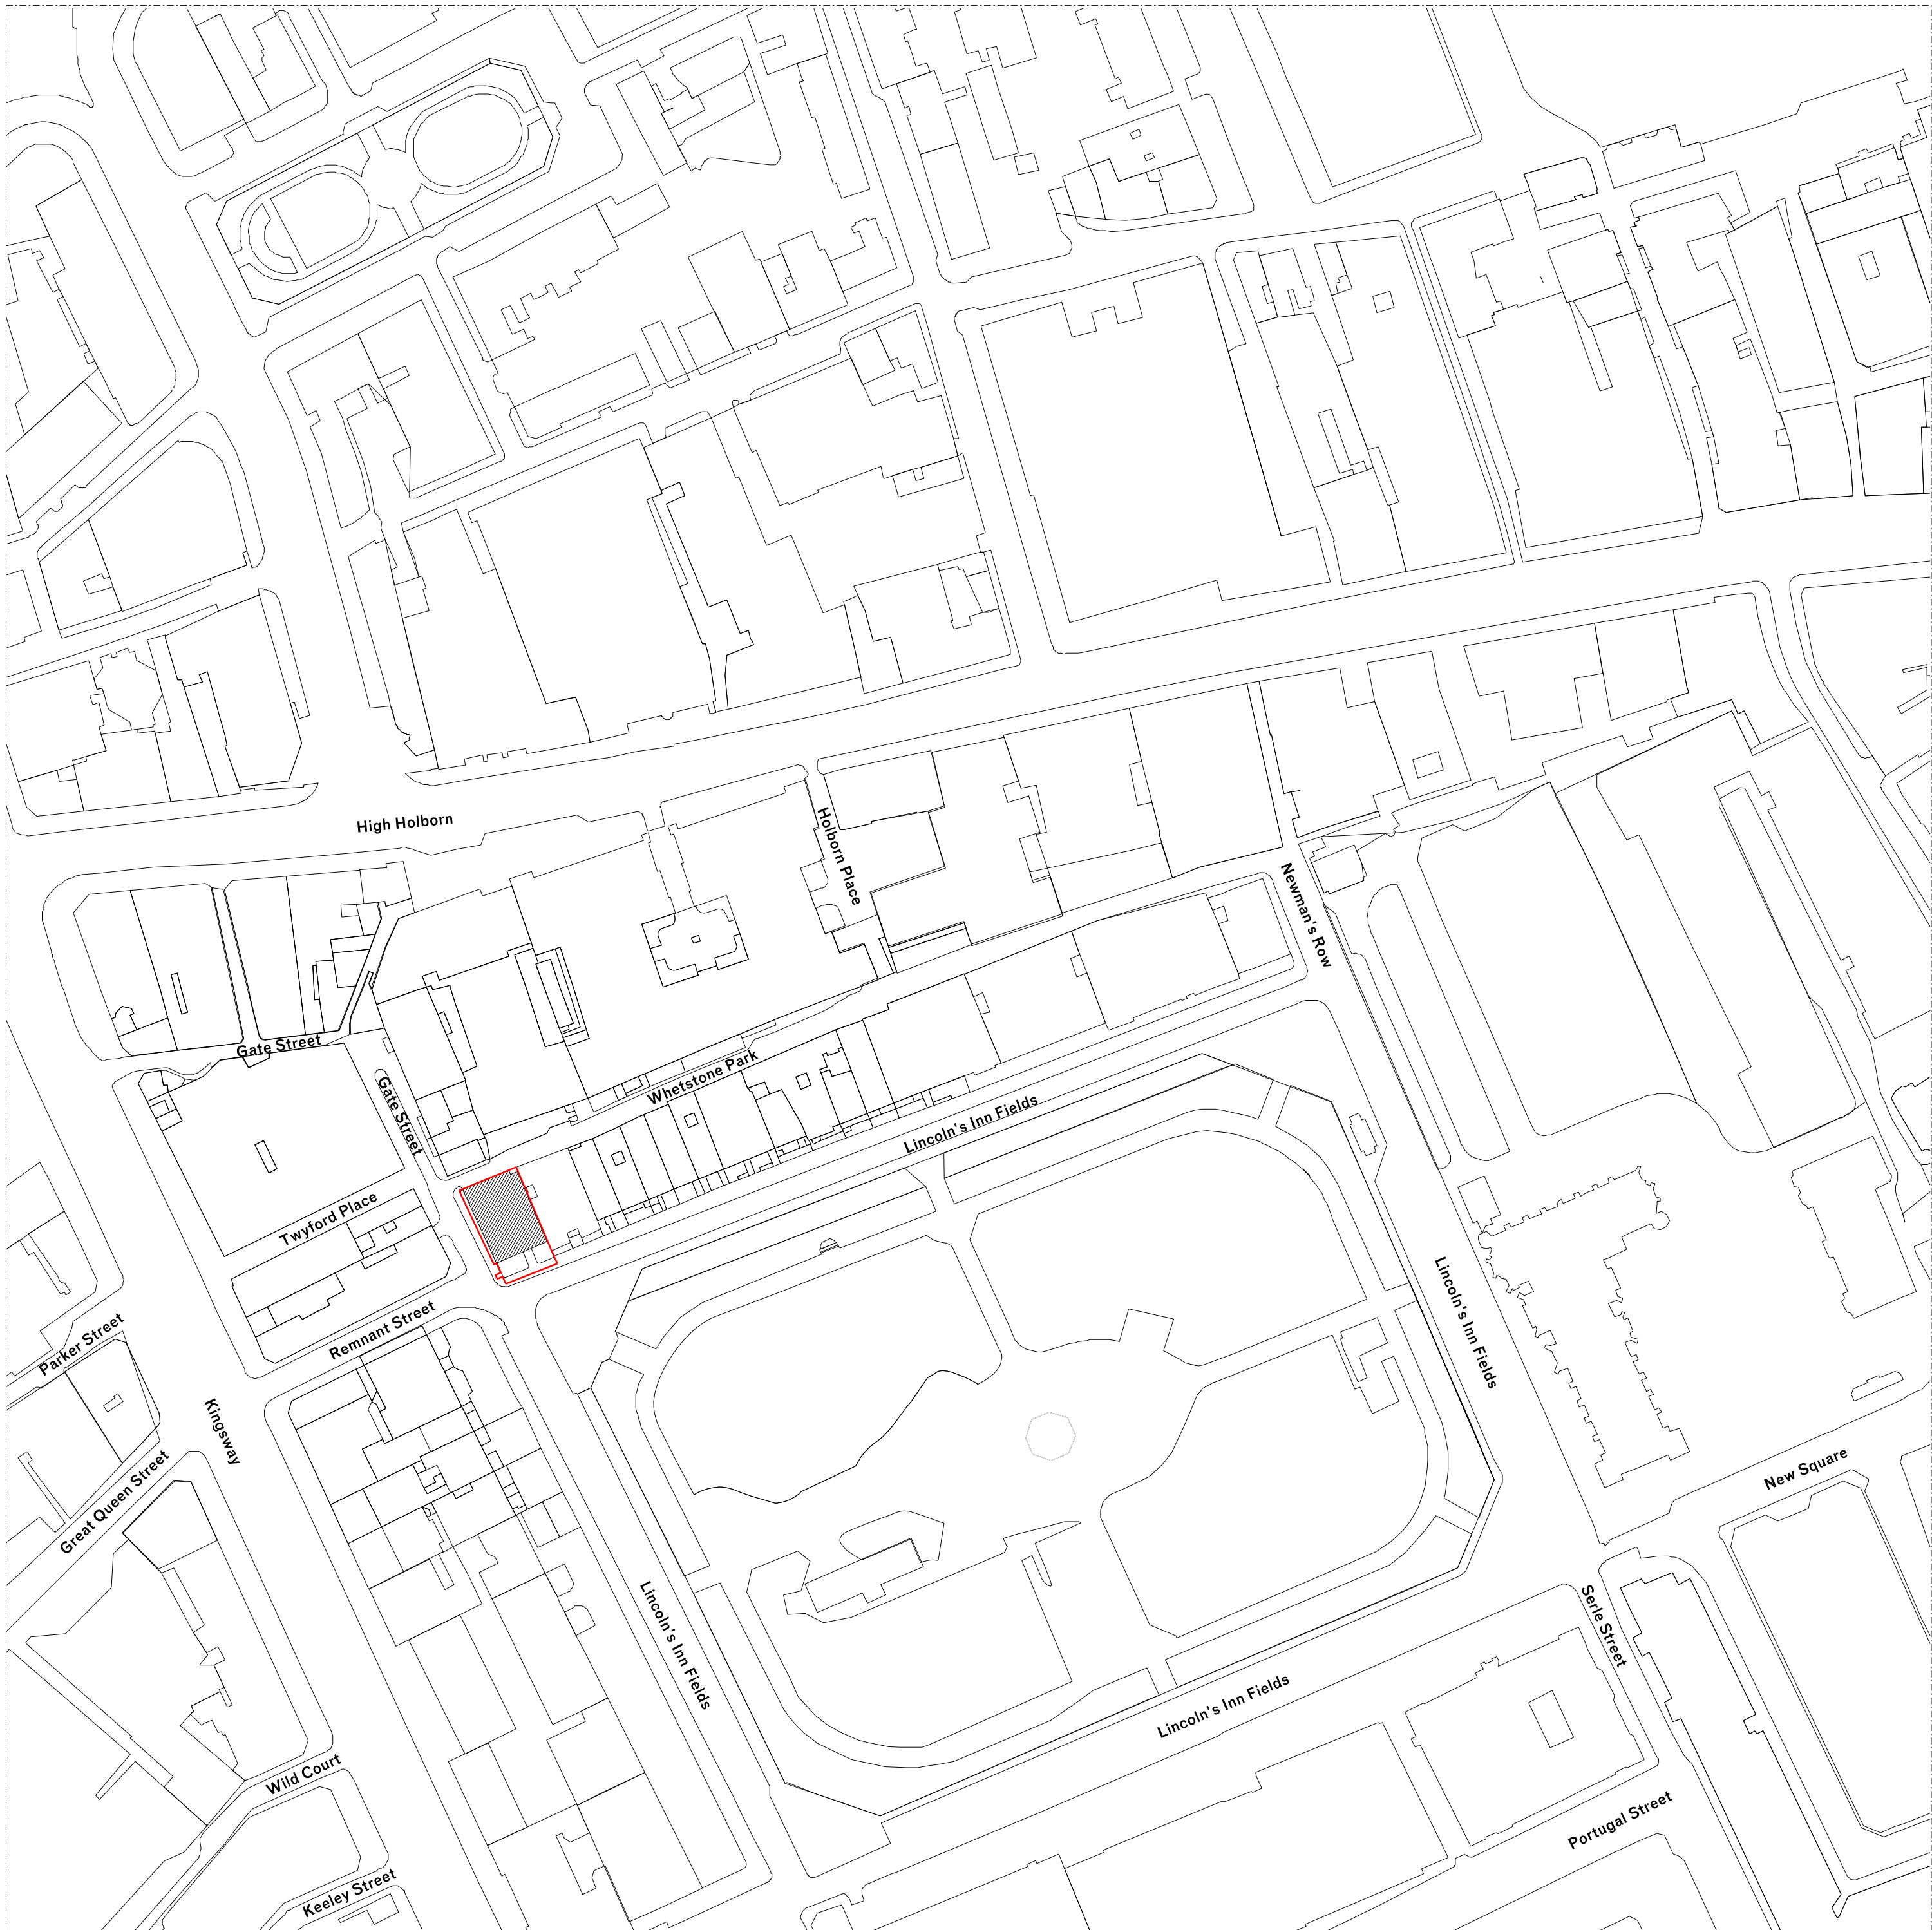 High Holborn
Holborn Place
Newman's Row
Gate Street
Gate Street
Whetstone Park
Lincoln's Inn Fields
Twyford Place
Remnant Street
Parker Street
Lincoln's Inn Fields
Kingsway
Great Queen Street
New Square
Lincoln's Inn Fields
Serle Street
Lincoln's Inn Fields
Wild Court
Portugal Street
Keeley Street